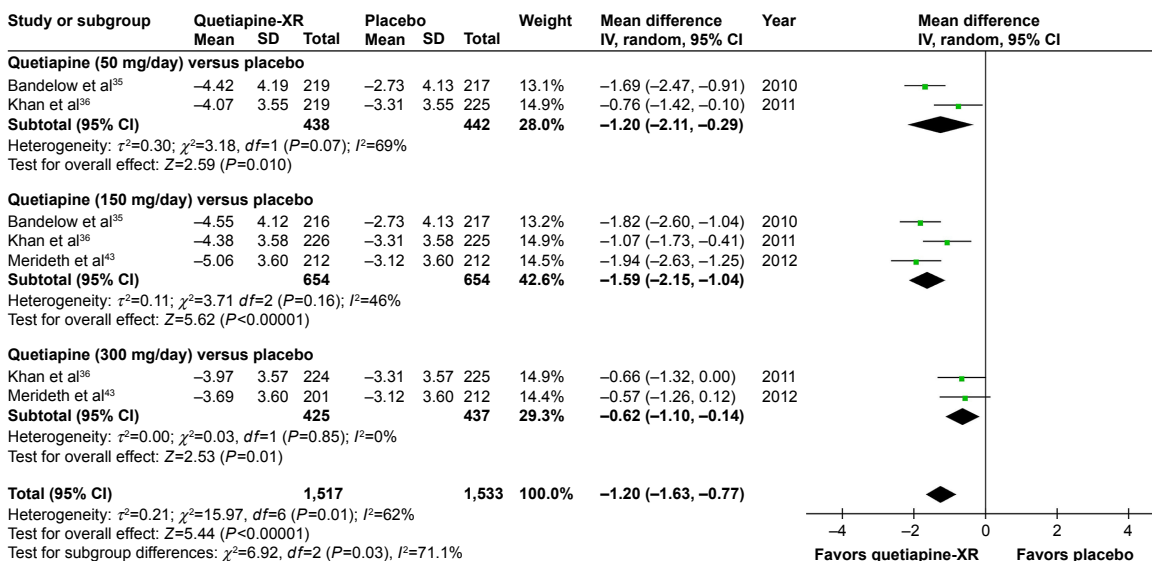 Study or subgroup Quetiapine-XR Placebo Weight Mean difference Year Mean difference
Mean SD Total Mean SD Total IV, random, 95% CI IV, random, 95% CI
Quetiapine (50 mg/day) versus placebo
Bandelow et al³⁵ –4.42 4.19 219 –2.73 4.13 217 13.1% –1.69 (–2.47, –0.91) 2010
Khan et al³⁶ –4.07 3.55 219 –3.31 3.55 225 14.9% –0.76 (–1.42, –0.10) 2011
Subtotal (95% CI) 438 442 28.0% –1.20 (–2.11, –0.29)
Heterogeneity: τ²=0.30; χ²=3.18, df=1 (P=0.07); I²=69%
Test for overall effect: Z=2.59 (P=0.010)
Quetiapine (150 mg/day) versus placebo
Bandelow et al³⁵ –4.55 4.12 216 –2.73 4.13 217 13.2% –1.82 (–2.60, –1.04) 2010
Khan et al³⁶ –4.38 3.58 226 –3.31 3.58 225 14.9% –1.07 (–1.73, –0.41) 2011
Merideth et al⁴³ –5.06 3.60 212 –3.12 3.60 212 14.5% –1.94 (–2.63, –1.25) 2012
Subtotal (95% CI) 654 654 42.6% –1.59 (–2.15, –1.04)
Heterogeneity: τ²=0.11; χ²=3.71 df=2 (P=0.16); I²=46%
Test for overall effect: Z=5.62 (P<0.00001)
Quetiapine (300 mg/day) versus placebo
Khan et al³⁶ –3.97 3.57 224 –3.31 3.57 225 14.9% –0.66 (–1.32, 0.00) 2011
Merideth et al⁴³ –3.69 3.60 201 –3.12 3.60 212 14.4% –0.57 (–1.26, 0.12) 2012
Subtotal (95% CI) 425 437 29.3% –0.62 (–1.10, –0.14)
Heterogeneity: τ²=0.00; χ²=0.03, df=1 (P=0.85); I²=0%
Test for overall effect: Z=2.53 (P=0.01)
Total (95% CI) 1,517 1,533 100.0% –1.20 (–1.63, –0.77)
Heterogeneity: τ²=0.21; χ²=15.97, df=6 (P=0.01); I²=62%
Test for overall effect: Z=5.44 (P<0.00001)
Test for subgroup differences: χ²=6.92, df=2 (P=0.03), I²=71.1%
–4 –2 0 2 4
Favors quetiapine-XR Favors placebo